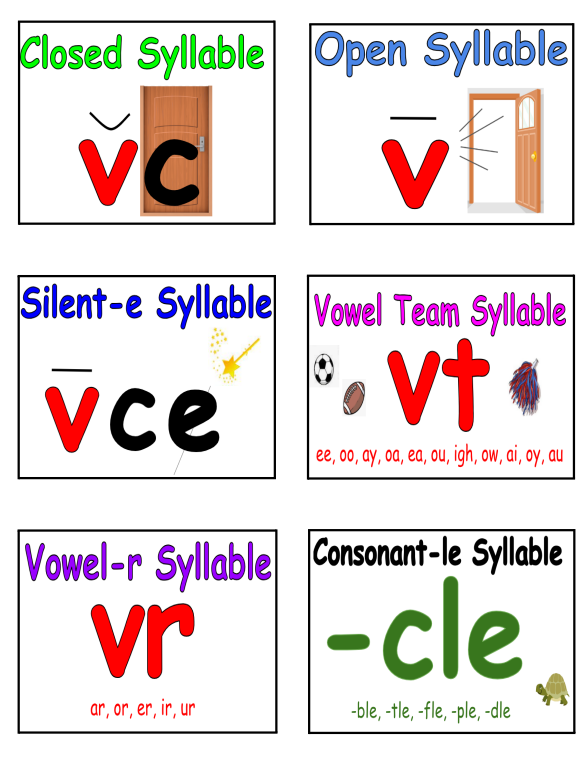 Closed Syllable
v̆c
Open Syllable
v̄
Silent-e Syllable
v̄ce
Vowel Team Syllable
vt
ee, oo, ay, oa, ea, ou, igh, ow, ai, oy, au
Vowel-r Syllable
vr
ar, or, er, ir, ur
Consonant-le Syllable
-cle
-ble, -tle, -fle, -ple, -dle